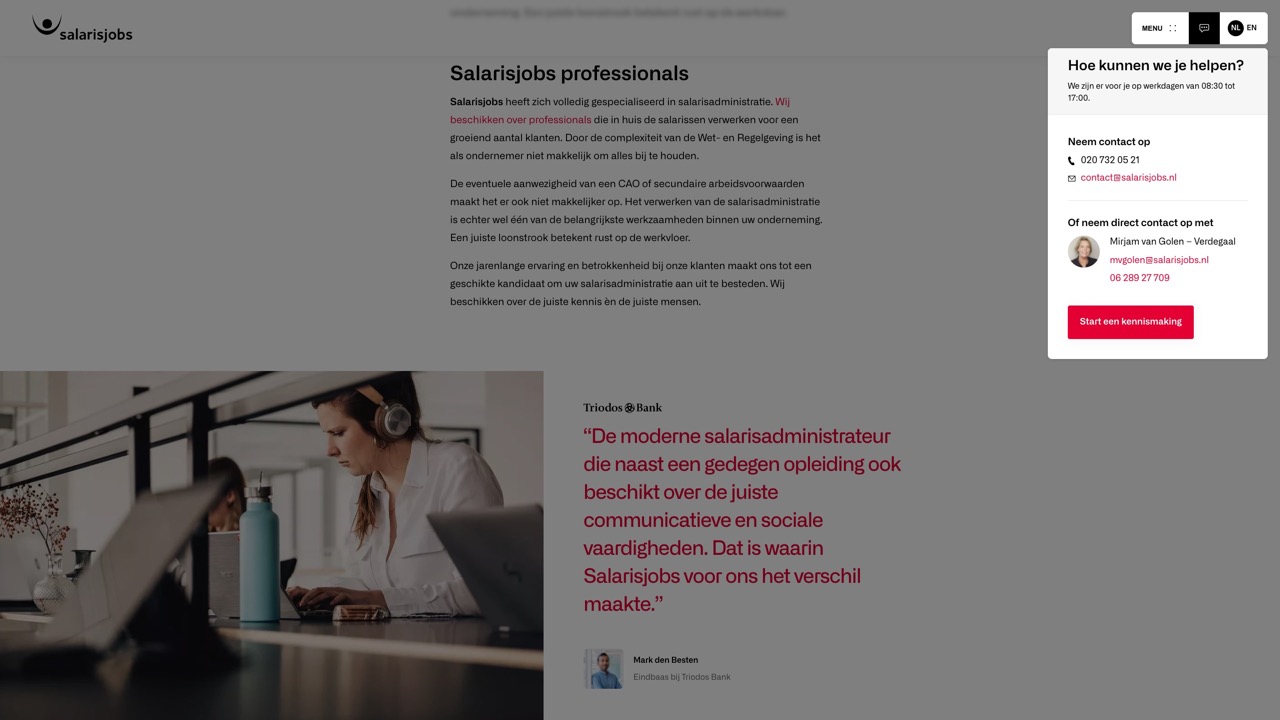 onderneming. Een juiste loonstrook betekent rust op de werkvloer.
salarisjobs
MENU
NL EN
Salarisjobs professionals
Salarisjobs heeft zich volledig gespecialiseerd in salarisadministratie. Wij
beschikken over professionals die in huis de salarissen verwerken voor een
groeiend aantal klanten. Door de complexiteit van de Wet- en Regelgeving is het
als ondernemer niet makkelijk om alles bij te houden.
De eventuele aanwezigheid van een CAO of secundaire arbeidsvoorwaarden
maakt het er ook niet makkelijker op. Het verwerken van de salarisadministratie
is echter wel één van de belangrijkste werkzaamheden binnen uw onderneming.
Een juiste loonstrook betekent rust op de werkvloer.
Onze jarenlange ervaring en betrokkenheid bij onze klanten maakt ons tot een
geschikte kandidaat om uw salarisadministratie aan uit te besteden. Wij
beschikken over de juiste kennis èn de juiste mensen.
Hoe kunnen we je helpen?
We zijn er voor je op werkdagen van 08:30 tot
17:00.
Neem contact op
020 732 05 21
contact@salarisjobs.nl
Of neem direct contact op met
Mirjam van Golen – Verdegaal
mvgolen@salarisjobs.nl
06 289 27 709
Start een kennismaking
Triodos Bank
“De moderne salarisadministrateur
die naast een gedegen opleiding ook
beschikt over de juiste
communicatieve en sociale
vaardigheden. Dat is waarin
Salarisjobs voor ons het verschil
maakte.”
Mark den Besten
Eindbaas bij Triodos Bank